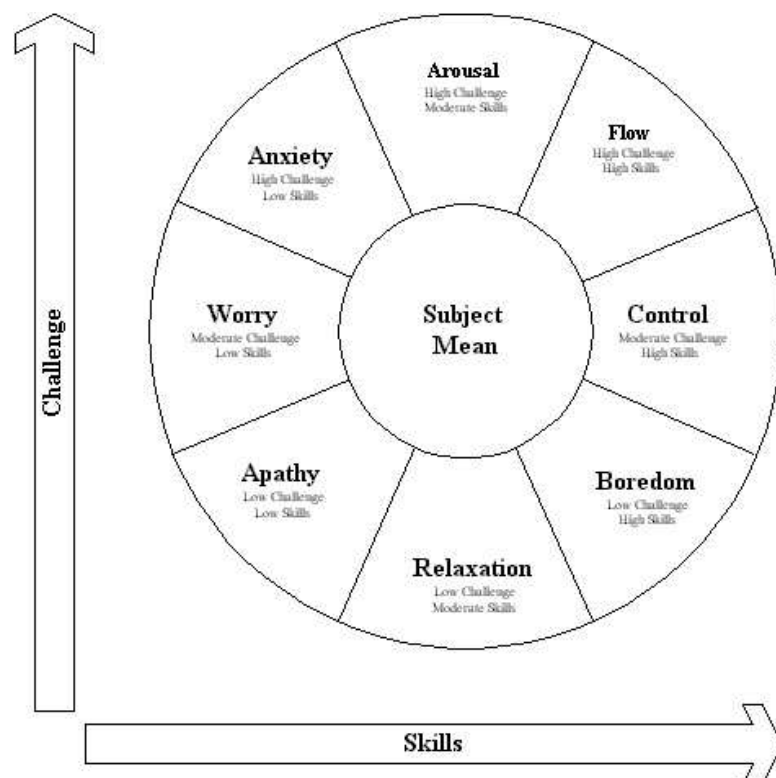 Arousal
High Challenge
Moderate Skills
Flow
High Challenge
High Skills
Anxiety
High Challenge
Low Skills
Worry
Moderate Challenge
Low Skills
Subject
Mean
Control
Moderate Challenge
High Skills
Apathy
Low Challenge
Low Skills
Boredom
Low Challenge
High Skills
Relaxation
Low Challenge
Moderate Skills
Challenge
Skills